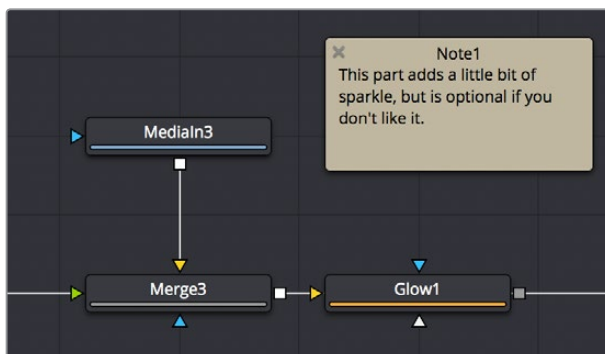 Note1
This part adds a little bit of
sparkle, but is optional if you
don't like it.
MediaIn3
Merge3
Glow1